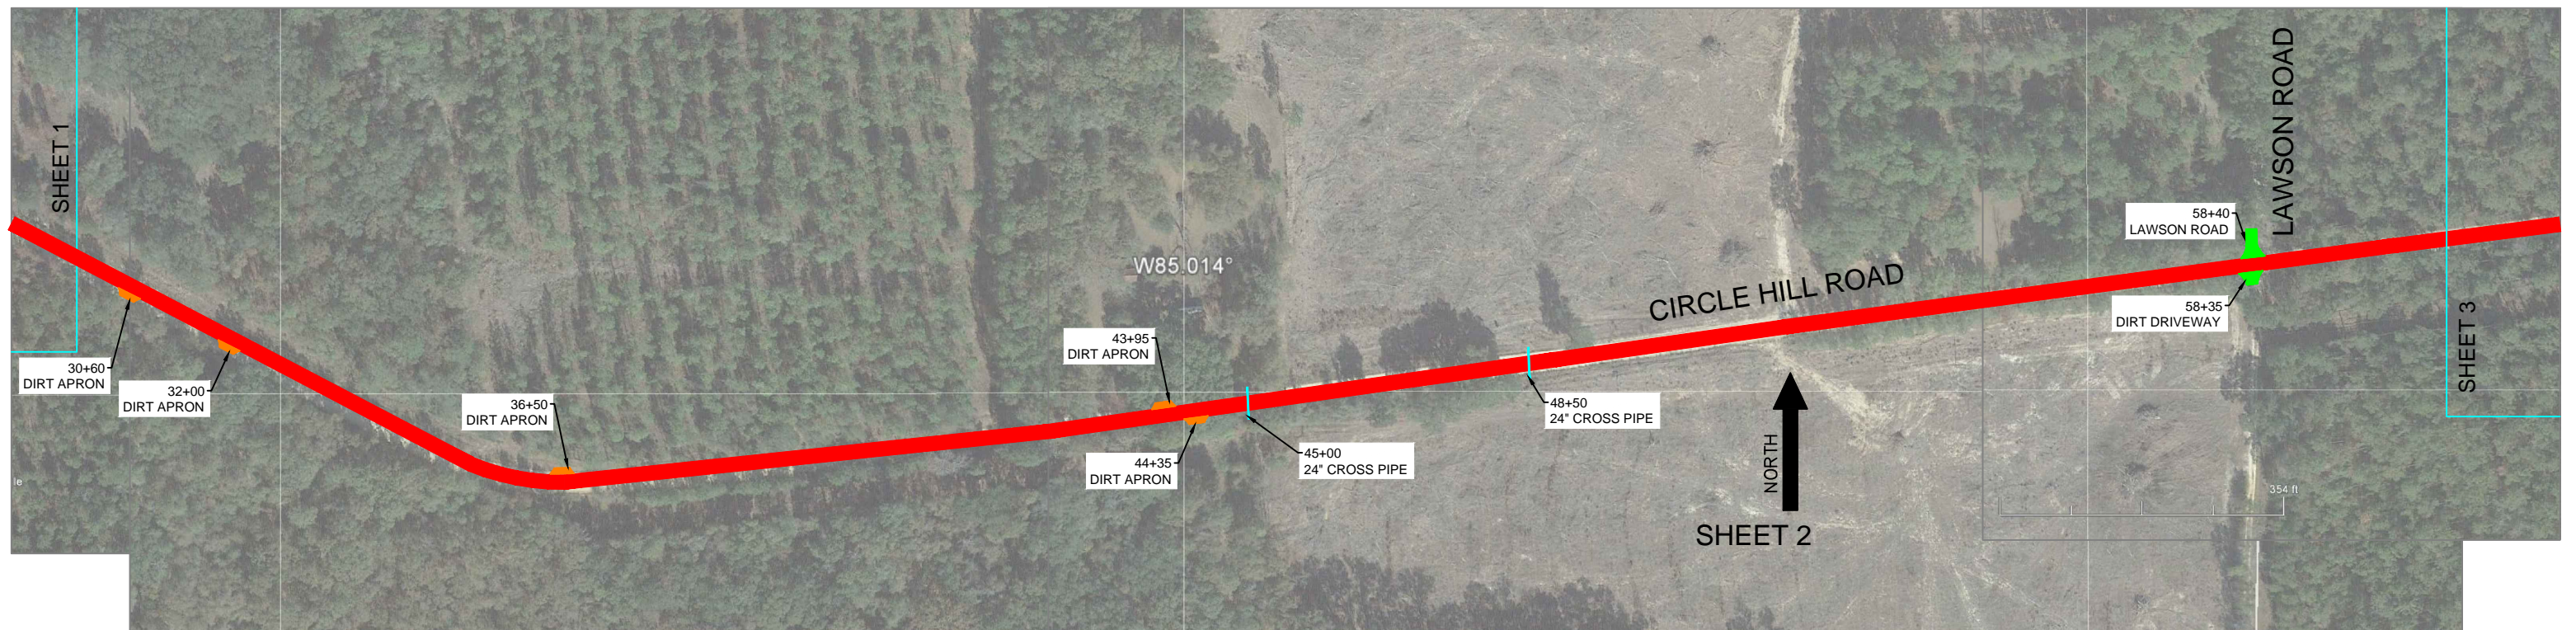 SHEET 1
30+60
DIRT APRON
32+00
DIRT APRON
36+50
DIRT APRON
43+95
DIRT APRON
44+35
DIRT APRON
W85.014°
45+00
24" CROSS PIPE
48+50
24" CROSS PIPE
CIRCLE HILL ROAD
NORTH
SHEET 2
58+40
LAWSON ROAD
58+35
DIRT DRIVEWAY
LAWSON ROAD
SHEET 3
354 ft
le